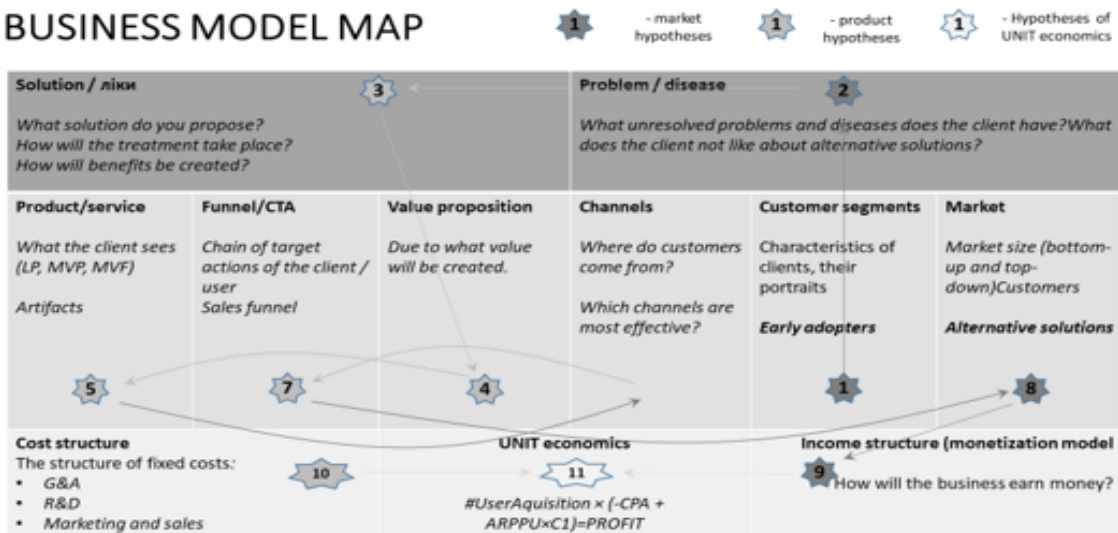 BUSINESS MODEL MAP
1 - market hypotheses
1 - product hypotheses
1 - Hypotheses of UNIT economics
Solution / ліки
3
What solution do you propose?
How will the treatment take place?
How will benefits be created?
Problem / disease
2
What unresolved problems and diseases does the client have?What
does the client not like about alternative solutions?
Product/service
What the client sees
(LP, MVP, MVF)
Artifacts
5
Funnel/CTA
Chain of target
actions of the client /
user
Sales funnel
7
Value proposition
Due to what value
will be created.
4
Channels
Where do customers
come from?
Which channels are
most effective?
Customer segments
Characteristics of
clients, their
portraits
Early adopters
1
Market
Market size (bottom-
up and top-
down)Customers
Alternative solutions
8
Cost structure
The structure of fixed costs:
• G&A
• R&D
• Marketing and sales
10
UNIT economics
11
#UserAquisition × (-CPA +
ARPPU×C1)=PROFIT
Income structure (monetization model
9
How will the business earn money?